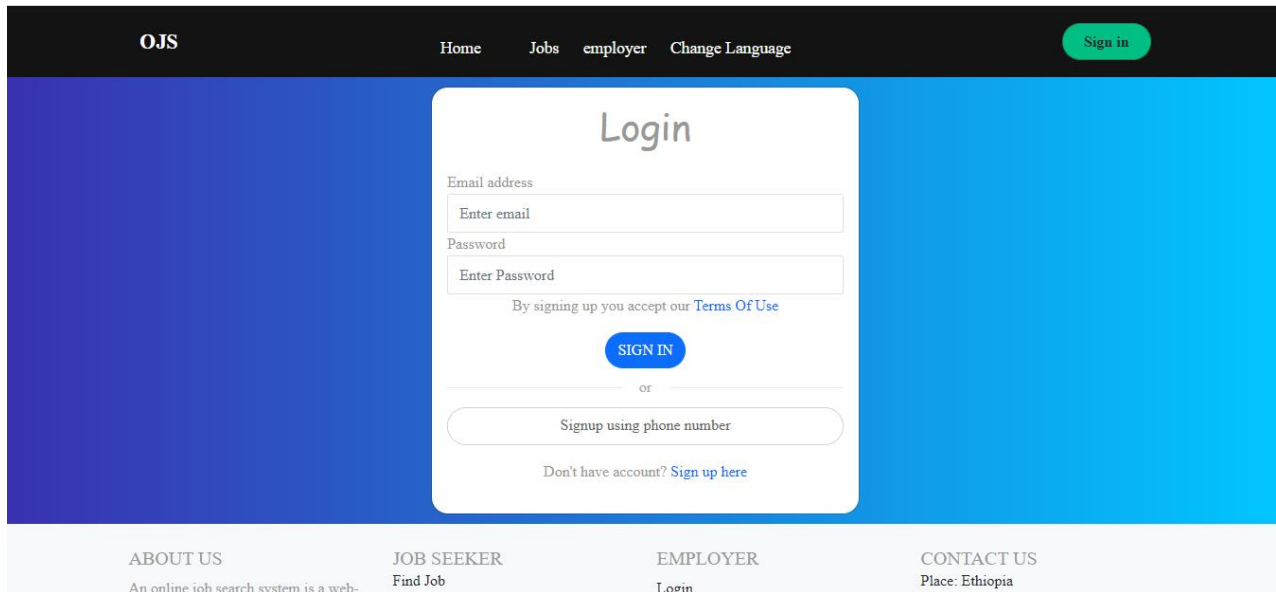 OJS
Home Jobs employer Change Language
Sign in
Login
Email address
Enter email
Password
Enter Password
By signing up you accept our Terms Of Use
SIGN IN
or
Signup using phone number
Don't have account? Sign up here
ABOUT US
An online job search system is a web-
JOB SEEKER
Find Job
EMPLOYER
Login
CONTACT US
Place: Ethiopia